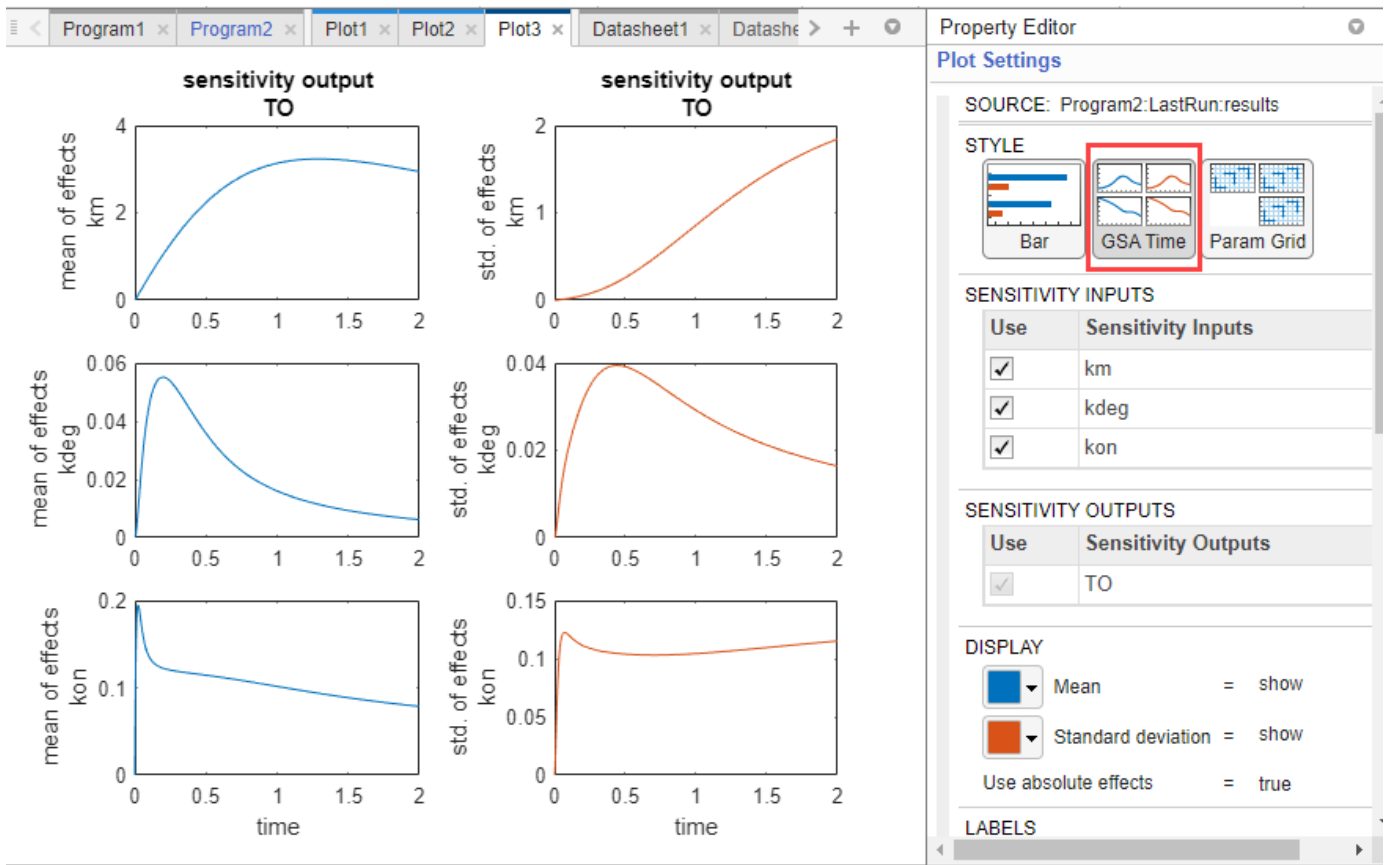 Program1 × Program2 × Plot1 × Plot2 × Plot3 × Datasheet1 × Datashe
sensitivity output
TO
sensitivity output
TO
mean of effects
km
4
2
0
0 0.5 1 1.5 2
std. of effects
km
2
1
0
0 0.5 1 1.5 2
mean of effects
kdeg
0.06
0.04
0.02
0
0 0.5 1 1.5 2
std. of effects
kdeg
0.04
0.02
0
0 0.5 1 1.5 2
mean of effects
kon
0.2
0.1
0
0 0.5 1 1.5 2
time
std. of effects
kon
0.15
0.1
0.05
0
0 0.5 1 1.5 2
time
Property Editor
Plot Settings
SOURCE: Program2:LastRun:results
STYLE
Bar GSA Time Param Grid
SENSITIVITY INPUTS
Use Sensitivity Inputs
km
kdeg
kon
SENSITIVITY OUTPUTS
Use Sensitivity Outputs
TO
DISPLAY
Mean = show
Standard deviation = show
Use absolute effects = true
LABELS